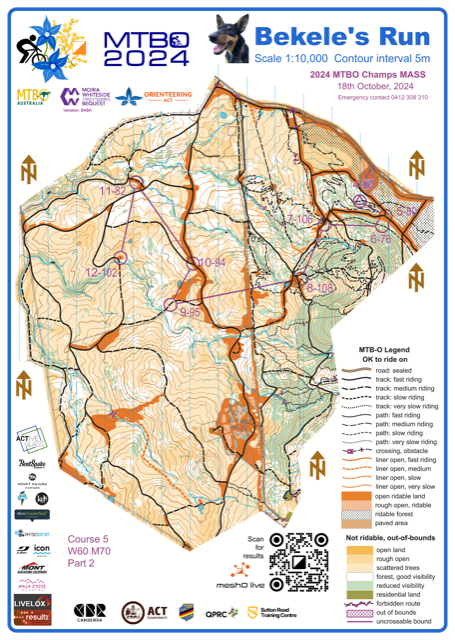 MTBO
2024
Bekele's Run
Scale 1:10,000 Contour interval 5m
2024 MTBO Champs MASS
18th October, 2024
Emergency contact 0412 308 310
MTBO
AUSTRALIA
MOIRA
WHITESIDE
ORIENTEERING
BEQUEST
ORIENTEERING
ACT
Variation: BABA
N
N
N
N
N
N
11-82
7-106
5-80
6-76
10-94
12-102
8-108
9-95
MTB-O Legend
OK to ride on
road: sealed
track: fast riding
track: medium riding
track: slow riding
track: very slow riding
path: fast riding
path: medium riding
path: slow riding
path: very slow riding
crossing, obstacle
liner open, fast riding
liner open, medium
liner open, slow
liner open, very slow
open ridable land
rough open, ridable
ridable forest
paved area
Not ridable, out-of-bounds
open land
rough open
scattered trees
forest, good visibility
reduced visibility
residential land
forbidden route
out of bounds
uncrossable bound
Course 5
W60 M70
Part 2
Scan
for
results
meshO live
BentSpoke
PHYSIOSPORT
icon
water
MONT
LIVELOX
resultz
CBR
CANBERRA
ACT
Government
QPRC
Sutton Road
Training Centre